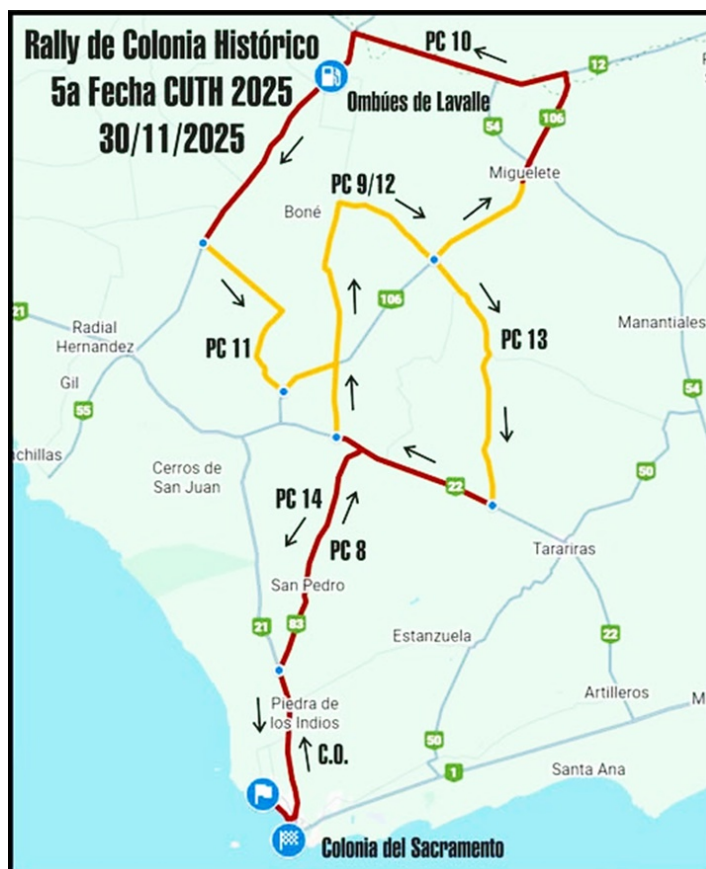 Rally de Colonia Histórico
5a Fecha CUTH 2025
30/11/2025
PC 10
12
Ombúes de Lavalle
54
106
Miguelete
PC 9/12
Boné
106
21
Radial
Hernandez
PC 11
PC 13
Manantiales
Gil
54
55
nchillas
Cerros de
San Juan
22
50
PC 14
PC 8
Tarariras
San Pedro
21
83
Estanzuela
22
Piedra de
los Indios
Artilleros
M
C.O.
50
1
Santa Ana
Colonia del Sacramento